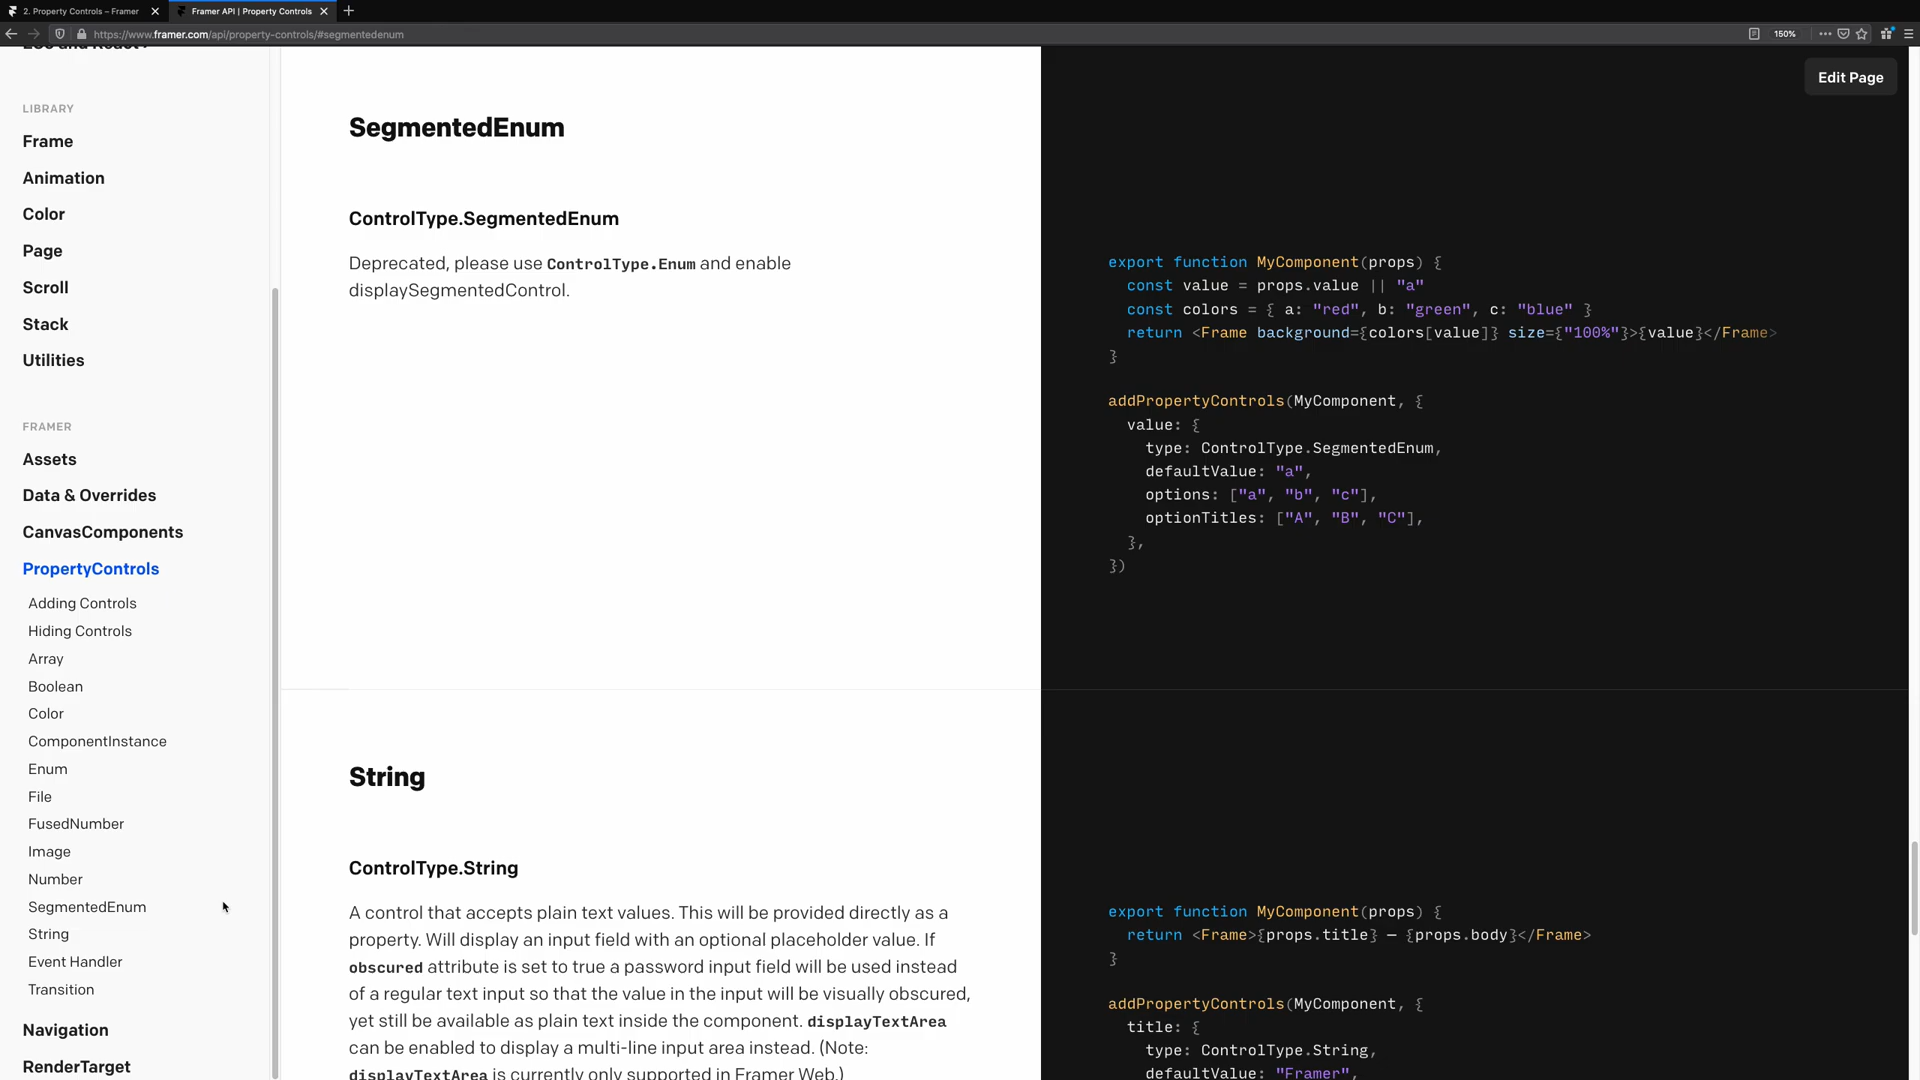 2. Property Controls – Framer
Framer API | Property Controls
https://www.framer.com/api/property-controls/#segmentedenum
150%
LIBRARY
Frame
Animation
Color
Page
Scroll
Stack
Utilities
FRAMER
Assets
Data & Overrides
CanvasComponents
PropertyControls
Adding Controls
Hiding Controls
Array
Boolean
Color
ComponentInstance
Enum
File
FusedNumber
Image
Number
SegmentedEnum
String
Event Handler
Transition
Navigation
RenderTarget
SegmentedEnum
ControlType.SegmentedEnum
Deprecated, please use ControlType.Enum and enable
displaySegmentedControl.
String
ControlType.String
A control that accepts plain text values. This will be provided directly as a
property. Will display an input field with an optional placeholder value. If
obscured attribute is set to true a password input field will be used instead
of a regular text input so that the value in the input will be visually obscured,
yet still be available as plain text inside the component. displayTextArea
can be enabled to display a multi-line input area instead. (Note:
displayTextArea is currently only supported in Framer Web.)
Edit Page
export function MyComponent(props) {
const value = props.value || "a"
const colors = { a: "red", b: "green", c: "blue" }
return <Frame background={colors[value]} size={"100%"}>{value}</Frame>
}
addPropertyControls(MyComponent, {
value: {
type: ControlType.SegmentedEnum,
defaultValue: "a",
options: ["a", "b", "c"],
optionTitles: ["A", "B", "C"],
},
})
export function MyComponent(props) {
return <Frame>{props.title} — {props.body}</Frame>
}
addPropertyControls(MyComponent, {
title: {
type: ControlType.String,
defaultValue: "Framer",